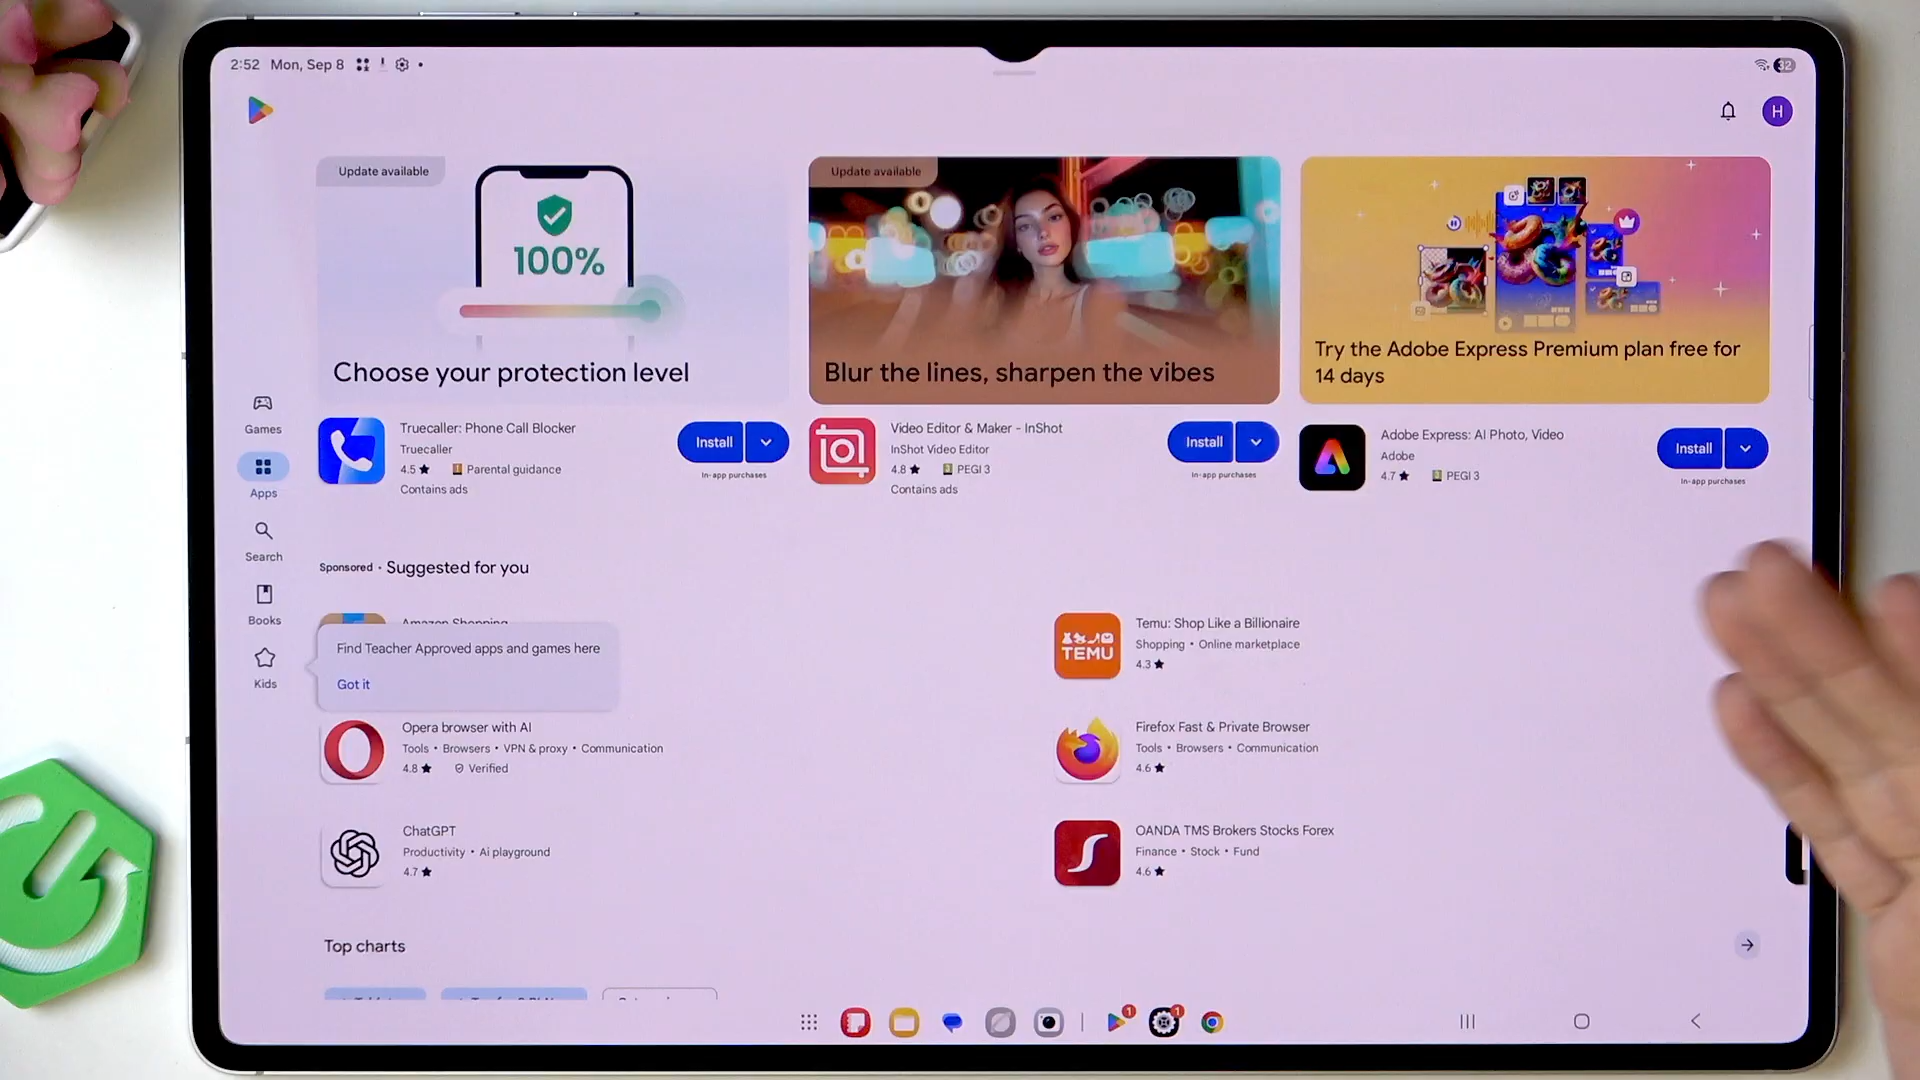 2:52 Mon, Sep 8
32
H
Update available
100%
Choose your protection level
Update available
Blur the lines, sharpen the vibes
Try the Adobe Express Premium plan free for
14 days
Truecaller: Phone Call Blocker
Truecaller
4.5 ★ Parental guidance
Contains ads
Install
In-app purchases
Video Editor & Maker - InShot
InShot Video Editor
4.8 ★ PEGI 3
Contains ads
Install
In-app purchases
Adobe Express: AI Photo, Video
Adobe
4.7 ★ PEGI 3
Install
In-app purchases
Games
Apps
Search
Books
Kids
Sponsored • Suggested for you
Amazon Shopping
Find Teacher Approved apps and games here
Got it
TEMU
Temu: Shop Like a Billionaire
Shopping • Online marketplace
4.3 ★
Opera browser with AI
Tools • Browsers • VPN & proxy • Communication
4.8 ★ Verified
Firefox Fast & Private Browser
Tools • Browsers • Communication
4.6 ★
ChatGPT
Productivity • Ai playground
4.7 ★
OANDA TMS Brokers Stocks Forex
Finance • Stock • Fund
4.6 ★
Top charts
1
1